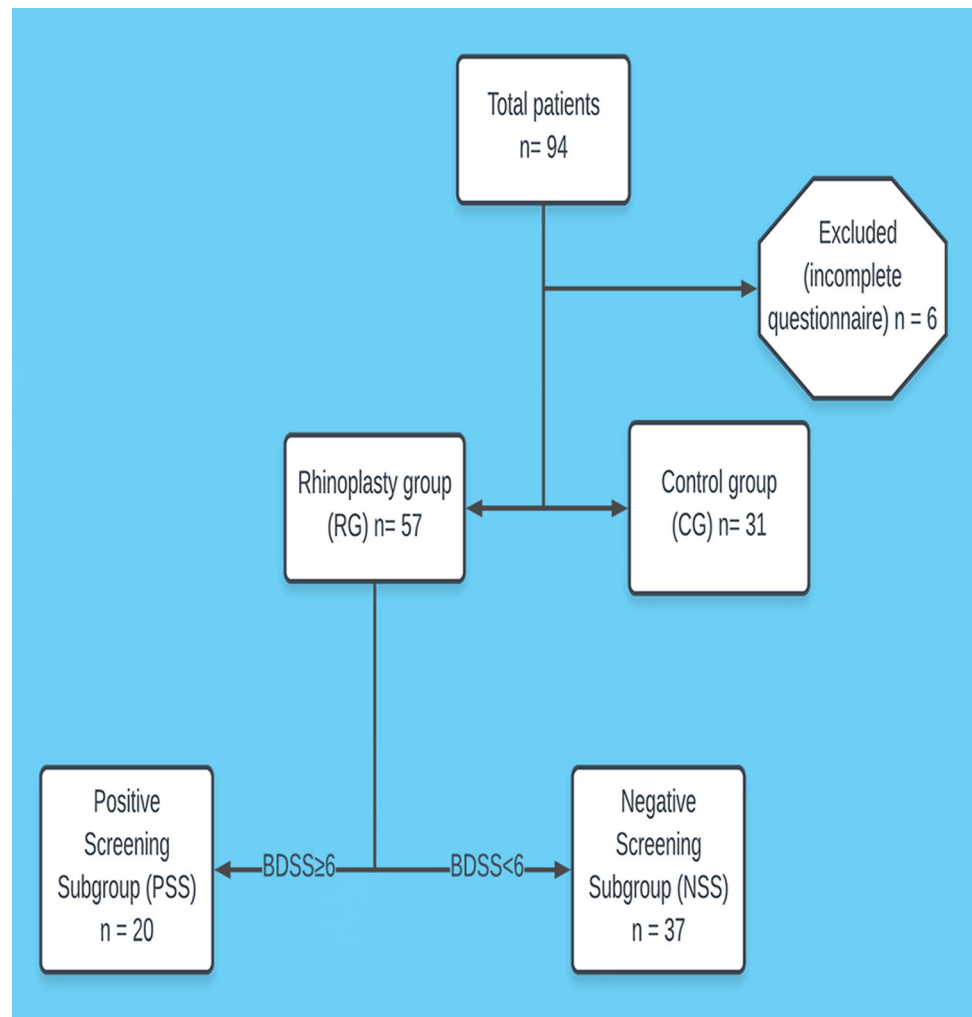 Total patients
n= 94
Excluded
(incomplete
questionnaire) n = 6
Rhinoplasty group
(RG) n= 57
Control group
(CG) n= 31
Positive
Screening
Subgroup (PSS)
n = 20
BDSS≥6
BDSS<6
Negative
Screening
Subgroup (NSS)
n = 37